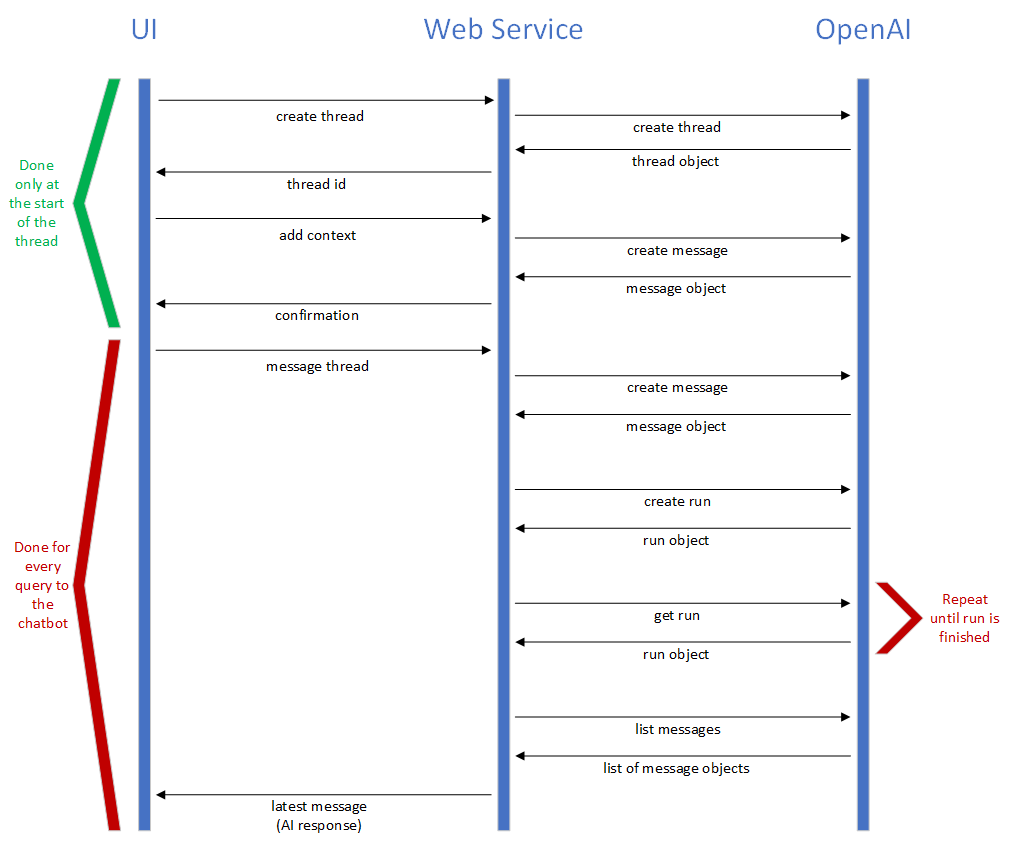 UI
Web Service
OpenAI
create thread
create thread
thread object
Done
only at
the start
of the
thread
thread id
add context
create message
message object
confirmation
message thread
create message
message object
create run
run object
Done for
every
query to
the
chatbot
get run
Repeat
until run is
finished
run object
list messages
list of message objects
latest message
(AI response)